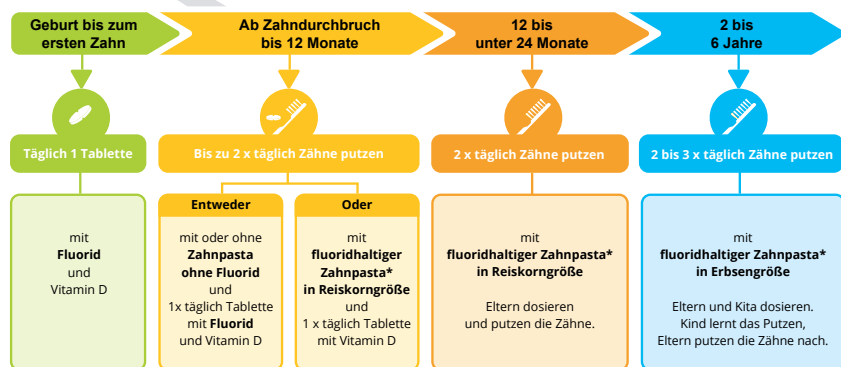 Geburt bis zum
ersten Zahn
Ab Zahndurchbruch
bis 12 Monate
12 bis
unter 24 Monate
2 bis
6 Jahre
Täglich 1 Tablette
Bis zu 2 x täglich Zähne putzen
2 x täglich Zähne putzen
2 bis 3 x täglich Zähne putzen
mit
Fluorid
und
Vitamin D
Entweder
mit oder ohne
Zahnpasta
ohne Fluorid
und
1x täglich Tablette
mit Fluorid
und Vitamin D
Oder
mit
fluoridhaltiger
Zahnpasta*
in Reiskorngröße
und
1 x täglich Tablette
mit Vitamin D
mit
fluoridhaltiger Zahnpasta*
in Reiskorngröße
Eltern dosieren
und putzen die Zähne.
mit
fluoridhaltiger Zahnpasta*
in Erbsengröße
Eltern und Kita dosieren.
Kind lernt das Putzen,
Eltern putzen die Zähne nach.